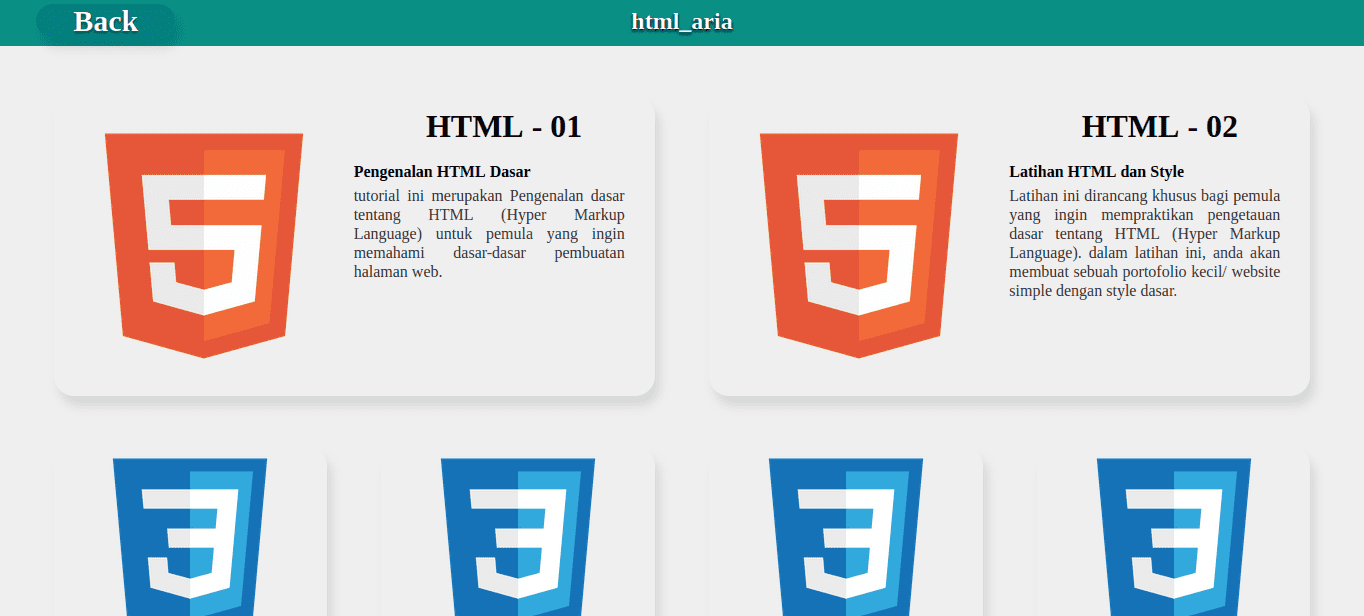 Back
html_aria
HTML - 01
Pengenalan HTML Dasar
tutorial ini merupakan Pengenalan dasar
tentang HTML (Hyper Markup
Language) untuk pemula yang ingin
memahami dasar-dasar pembuatan
halaman web.
HTML - 02
Latihan HTML dan Style
Latihan ini dirancang khusus bagi pemula
yang ingin mempraktikan pengetauan
dasar tentang HTML (Hyper Markup
Language). dalam latihan ini, anda akan
membuat sebuah portofolio kecil/ website
simple dengan style dasar.